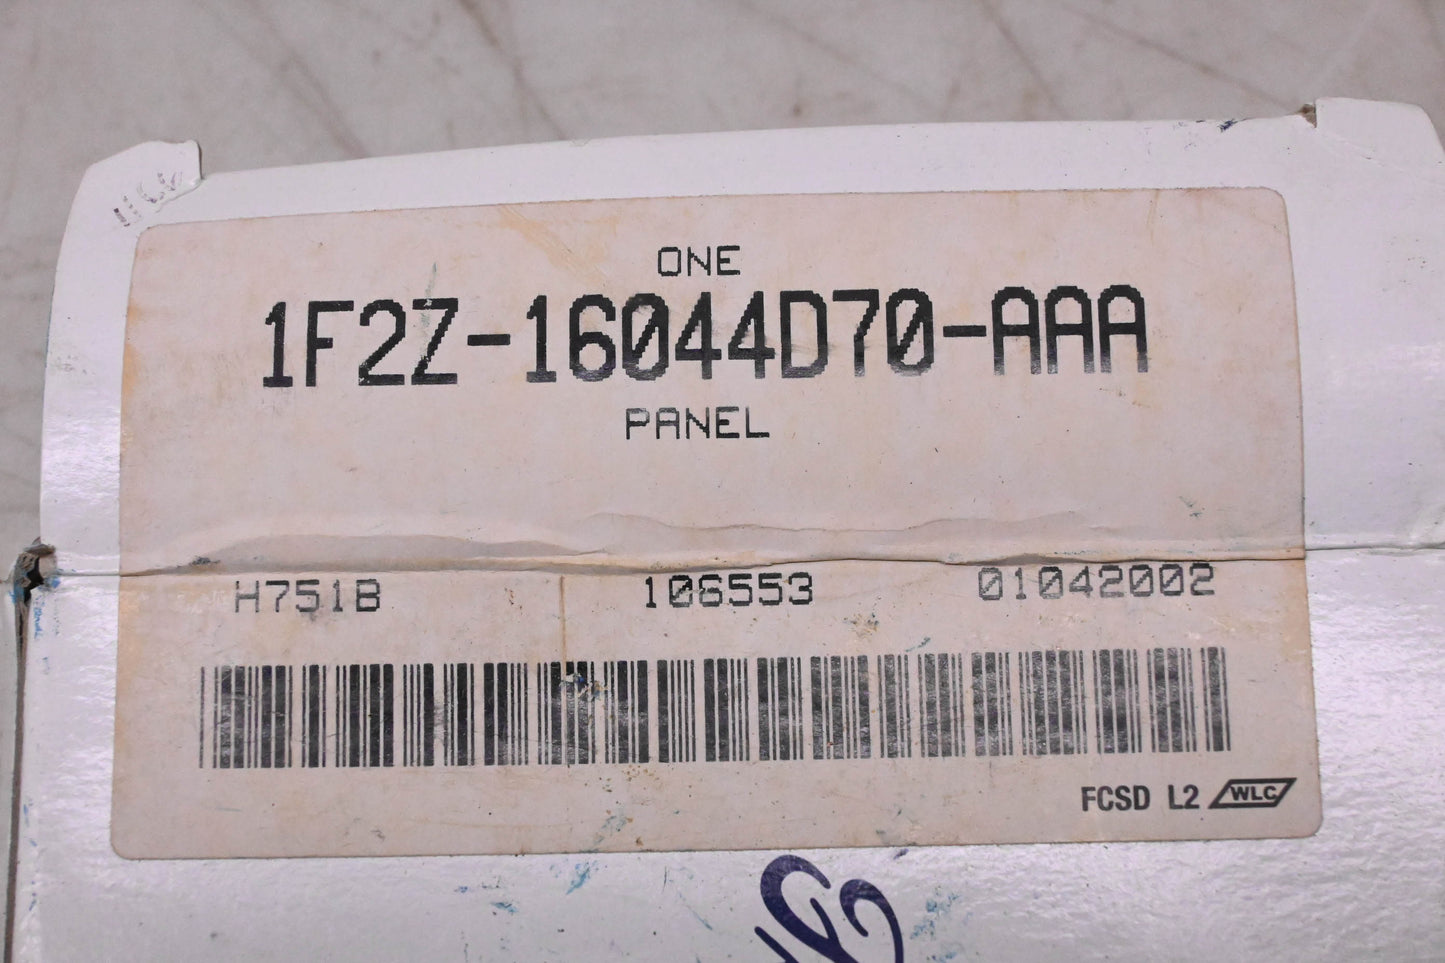 ONE
1F2Z-16044D70-AAA
PANEL
H751B 106553 01042002
FCSD L2 WLC